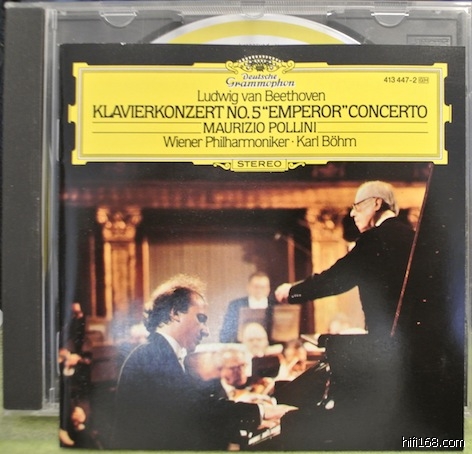 Deutsche
Grammophon
413 447-2 GH
Ludwig van Beethoven
KLAVIERKONZERT NO.5 "EMPEROR" CONCERTO
MAURIZIO POLLINI
Wiener Philharmoniker · Karl Böhm
STEREO
hifi168.com